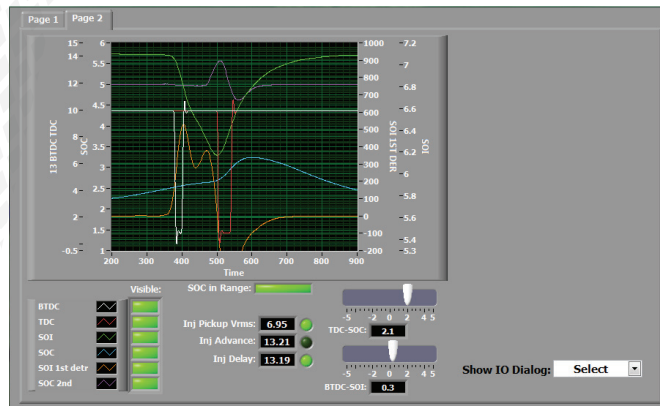 Page 1 Page 2
15 6 1000 7.2
14 5.5 900 7
800
12 5 700 6.8
10 4.5 600 6.6
500
8 4 400 6.4
3.5 300 6.2
6 3 200 6
4 2.5 100 5.8
2 2 0 5.6
1.5 -100 5.4
-0.5 1 -200 5.3
13 BTDC TDC
SOC
SOI 1ST DER
SOI
200 300 400 500 600 700 800 900
Time
Visible:
SOC in Range:
BTDC
TDC
SOI
SOC
SOI 1st detr
SOC 2nd
Inj Pickup Vrms: 6.95
Inj Advance: 13.21
Inj Delay: 13.19
-5 -2 0 2 4 5
TDC-SOC: 2.1
-5 -2 0 2 4 5
BTDC-SOI: 0.3
Show IO Dialog: Select